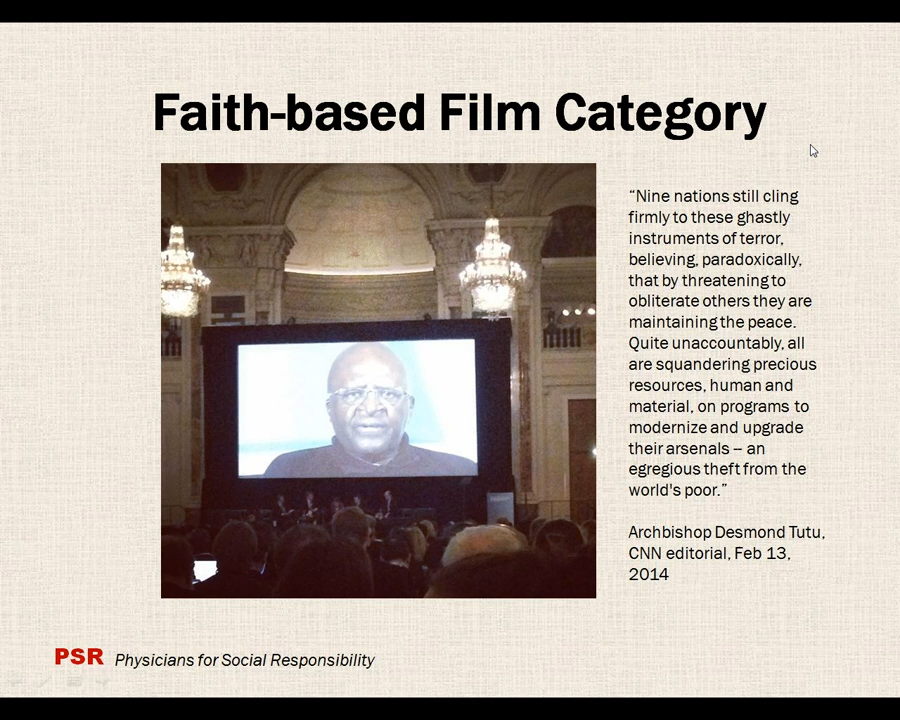 Faith-based Film Category
“Nine nations still cling
firmly to these ghastly
instruments of terror,
believing, paradoxically,
that by threatening to
obliterate others they are
maintaining the peace.
Quite unaccountably, all
are squandering precious
resources, human and
material, on programs to
modernize and upgrade
their arsenals – an
egregious theft from the
world's poor.”
Archbishop Desmond Tutu,
CNN editorial, Feb 13,
2014
PSR Physicians for Social Responsibility